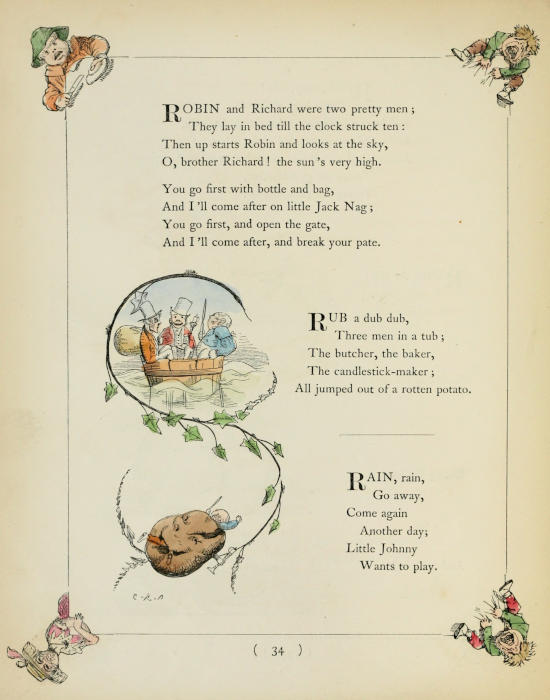 ROBIN and Richard were two pretty men ;
They lay in bed till the clock struck ten :
Then up starts Robin and looks at the sky,
O, brother Richard ! the sun's very high.
You go first with bottle and bag,
And I'll come after on little Jack Nag ;
You go first, and open the gate,
And I'll come after, and break your pate.
RUB a dub dub,
Three men in a tub ;
The butcher, the baker,
The candlestick-maker ;
All jumped out of a rotten potato.
RAIN, rain,
Go away,
Come again
Another day;
Little Johnny
Wants to play.
( 34 )